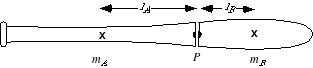 l_A l_B
x x
m_A P m_B